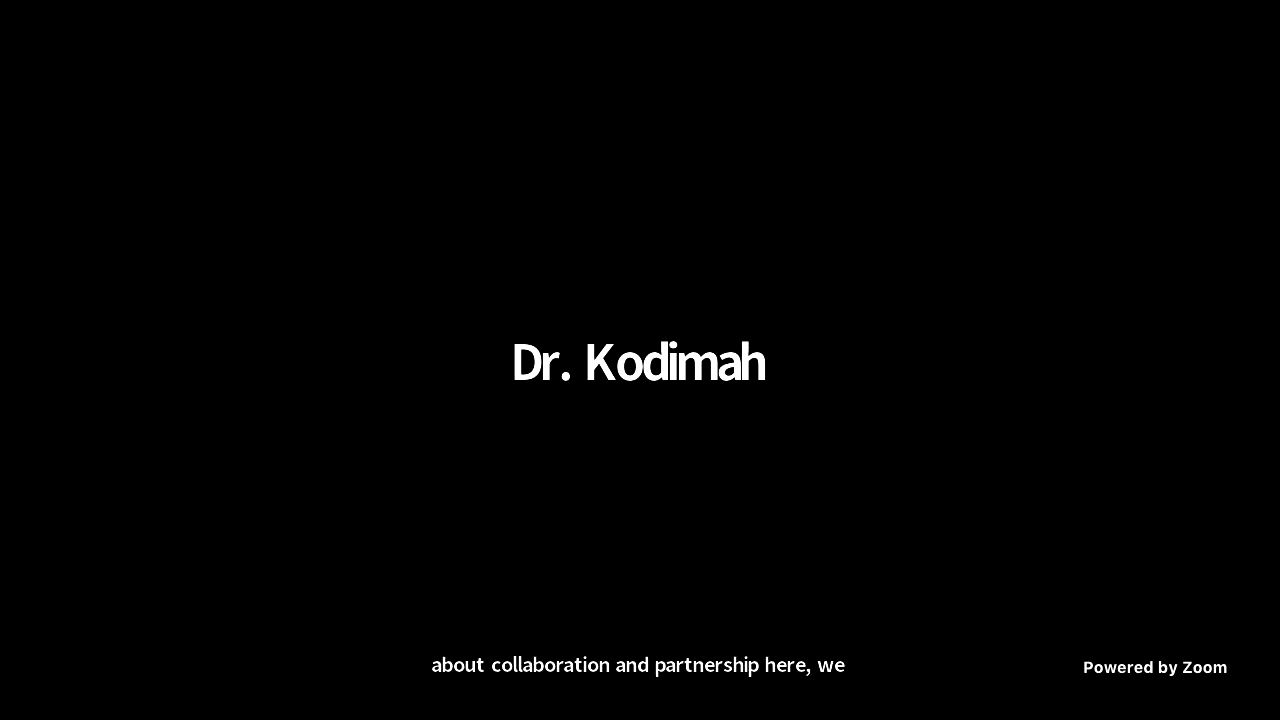 Dr. Kodimah
about collaboration and partnership here, we
Powered by Zoom